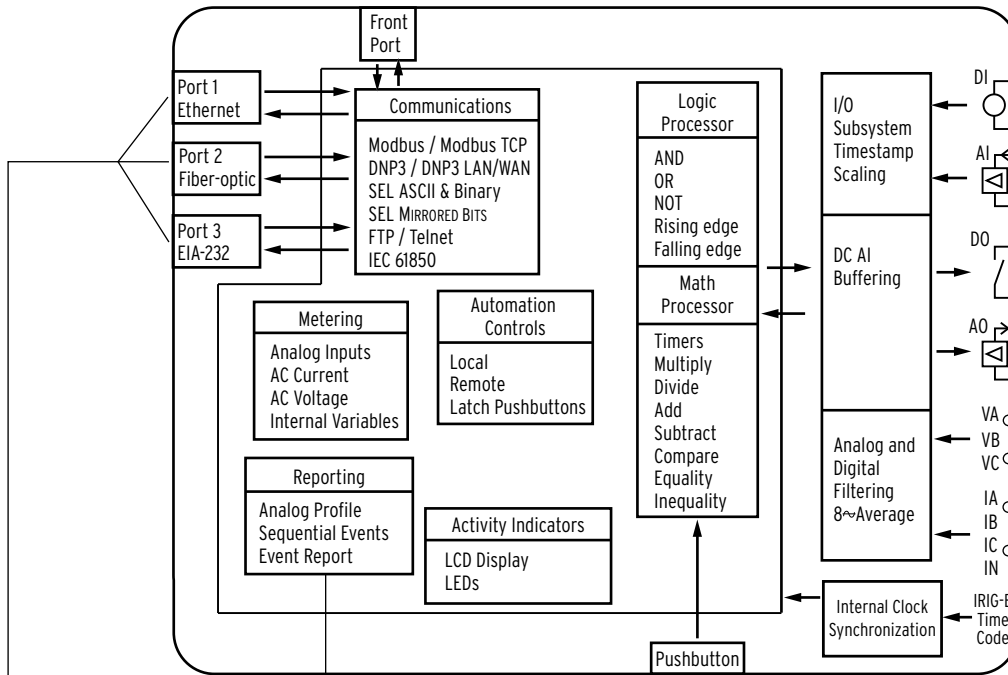 Front
Port
Port 1
Ethernet
Port 2
Fiber-optic
Port 3
EIA-232
Communications
Modbus / Modbus TCP
DNP3 / DNP3 LAN/WAN
SEL ASCII & Binary
SEL MIRRORED BITS
FTP / Telnet
IEC 61850
Metering
Analog Inputs
AC Current
AC Voltage
Internal Variables
Automation
Controls
Local
Remote
Latch Pushbuttons
Reporting
Analog Profile
Sequential Events
Event Report
Activity Indicators
LCD Display
LEDs
Logic
Processor
AND
OR
NOT
Rising edge
Falling edge
Math
Processor
Timers
Multiply
Divide
Add
Subtract
Compare
Equality
Inequality
Pushbutton
I/O
Subsystem
Timestamp
Scaling
DC AI
Buffering
Analog and
Digital
Filtering
8~Average
Internal Clock
Synchronization
DI
AI
DO
AO
VA
VB
VC
IA
IB
IC
IN
IRIG-B
Time
Code